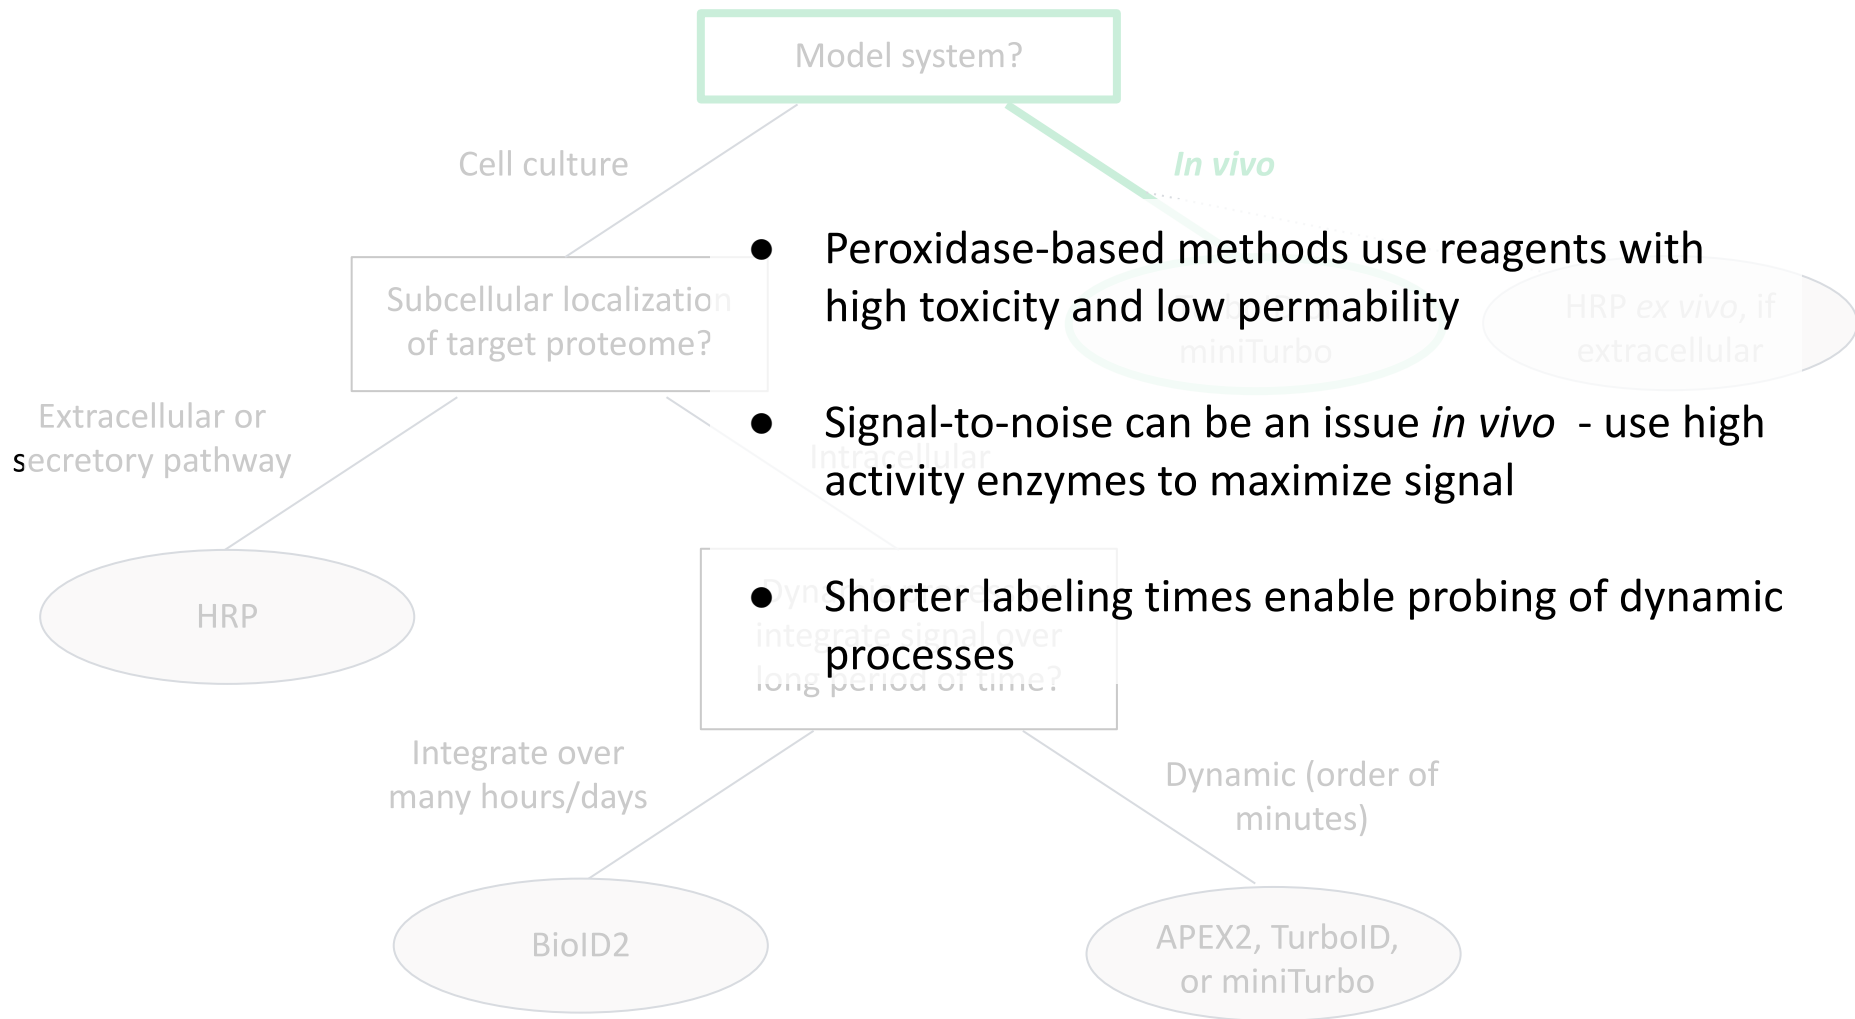 Model system?
Cell culture
In vivo
● Peroxidase-based methods use reagents with
high toxicity and low permability
Subcellular localization
of target proteome?
miniTurbo
HRP ex vivo, if
extracellular
● Signal-to-noise can be an issue in vivo - use high
activity enzymes to maximize signal
Extracellular or
secretory pathway
Intracellular
● Shorter labeling times enable probing of dynamic
processes
HRP
integrate signal over
long period of time?
Integrate over
many hours/days
Dynamic (order of
minutes)
BioID2
APEX2, TurboID,
or miniTurbo